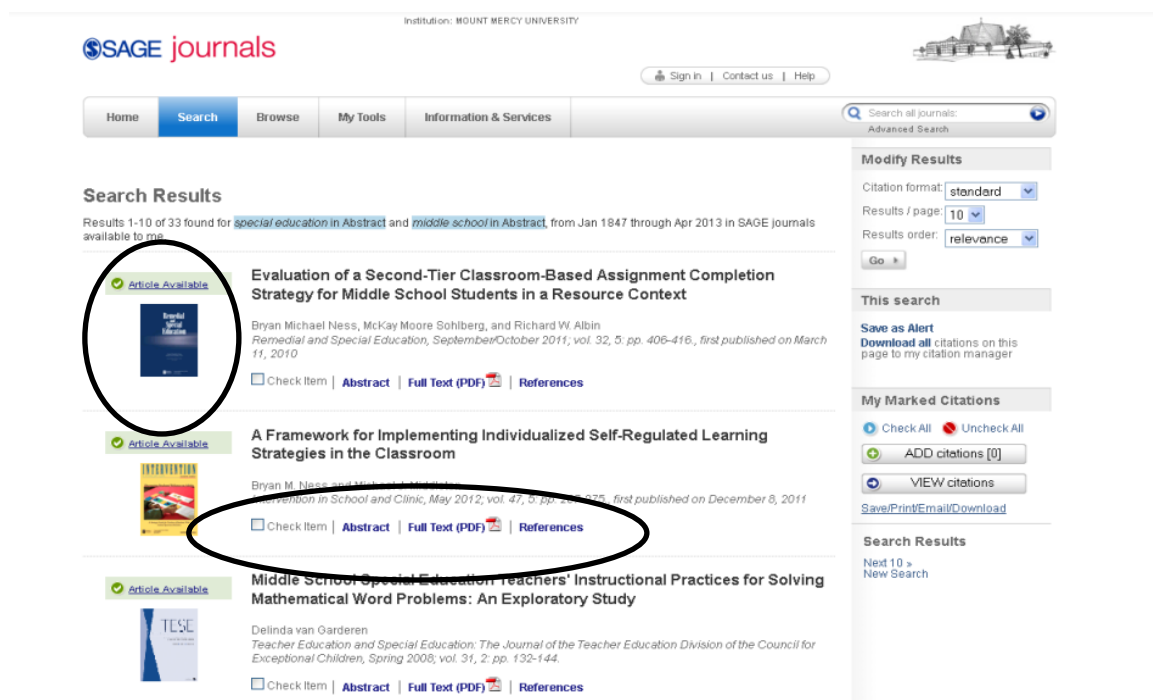 Institution: MOUNT MERCY UNIVERSITY
SAGE journals
Sign in | Contact us | Help
Home Search Browse My Tools Information & Services
Search all journals:
Advanced Search
Search Results
Results 1-10 of 33 found for special education in Abstract and middle school in Abstract, from Jan 1847 through Apr 2013 in SAGE journals
available to me
Article Available
Remedial and Special Education
Evaluation of a Second-Tier Classroom-Based Assignment Completion
Strategy for Middle School Students in a Resource Context
Bryan Michael Ness, McKay Moore Sohlberg, and Richard W. Albin
Remedial and Special Education, September/October 2011; vol. 32, 5: pp. 406-416., first published on March
11, 2010
Check Item | Abstract | Full Text (PDF) | References
Article Available
INTERVENTION
A Framework for Implementing Individualized Self-Regulated Learning
Strategies in the Classroom
Bryan M. Ness and
Intervention in School and Clinic, May 2012; vol. 47, 5: pp. first published on December 8, 2011
Check Item | Abstract | Full Text (PDF) | References
Article Available
TESE
Middle School Special Education Teachers' Instructional Practices for Solving
Mathematical Word Problems: An Exploratory Study
Delinda van Garderen
Teacher Education and Special Education: The Journal of the Teacher Education Division of the Council for
Exceptional Children, Spring 2008; vol. 31, 2: pp. 132-144.
Check Item | Abstract | Full Text (PDF) | References
Modify Results
Citation format: standard
Results / page: 10
Results order: relevance
Go
This search
Save as Alert
Download all citations on this
page to my citation manager
My Marked Citations
Check All Uncheck All
ADD citations [0]
VIEW citations
Save/Print/Email/Download
Search Results
Next 10 »
New Search